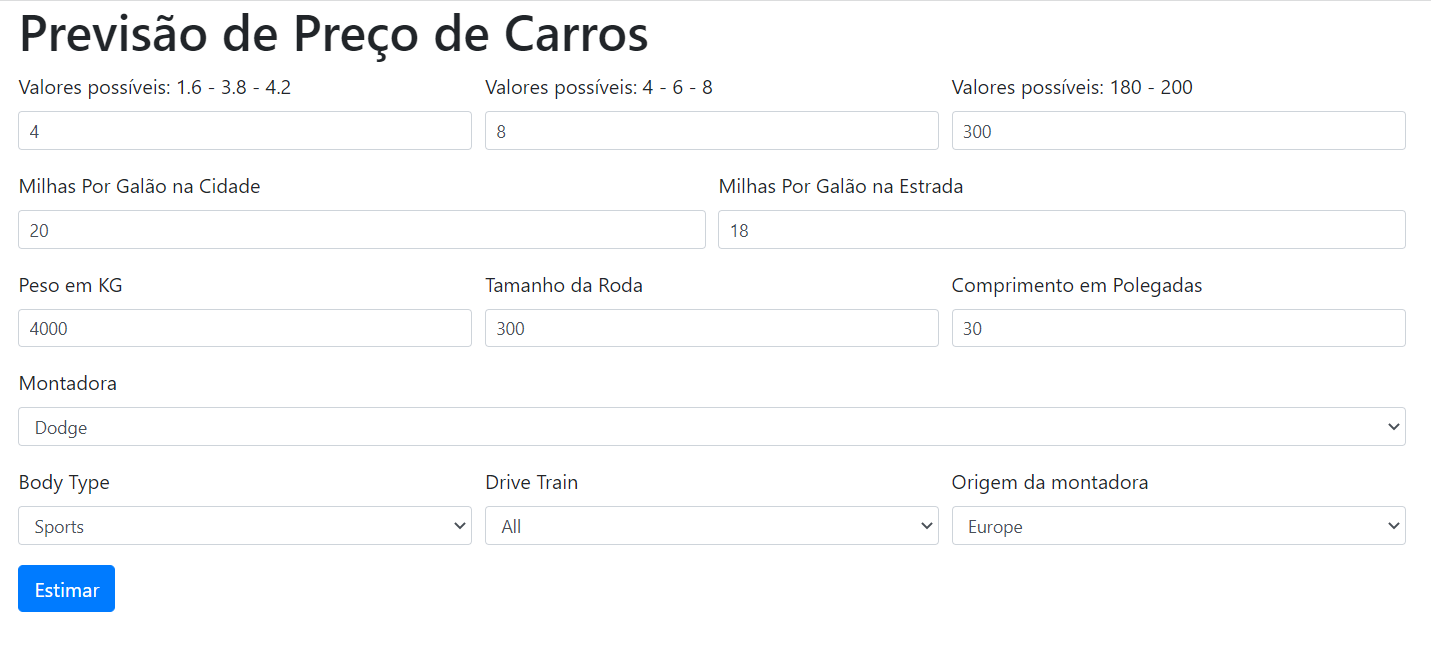 Previsão de Preço de Carros
Valores possíveis: 1.6 - 3.8 - 4.2
Valores possíveis: 4 - 6 - 8
Valores possíveis: 180 - 200
4
8
300
Milhas Por Galão na Cidade
Milhas Por Galão na Estrada
20
18
Peso em KG
Tamanho da Roda
Comprimento em Polegadas
4000
300
30
Montadora
Dodge
Body Type
Drive Train
Origem da montadora
Sports
All
Europe
Estimar